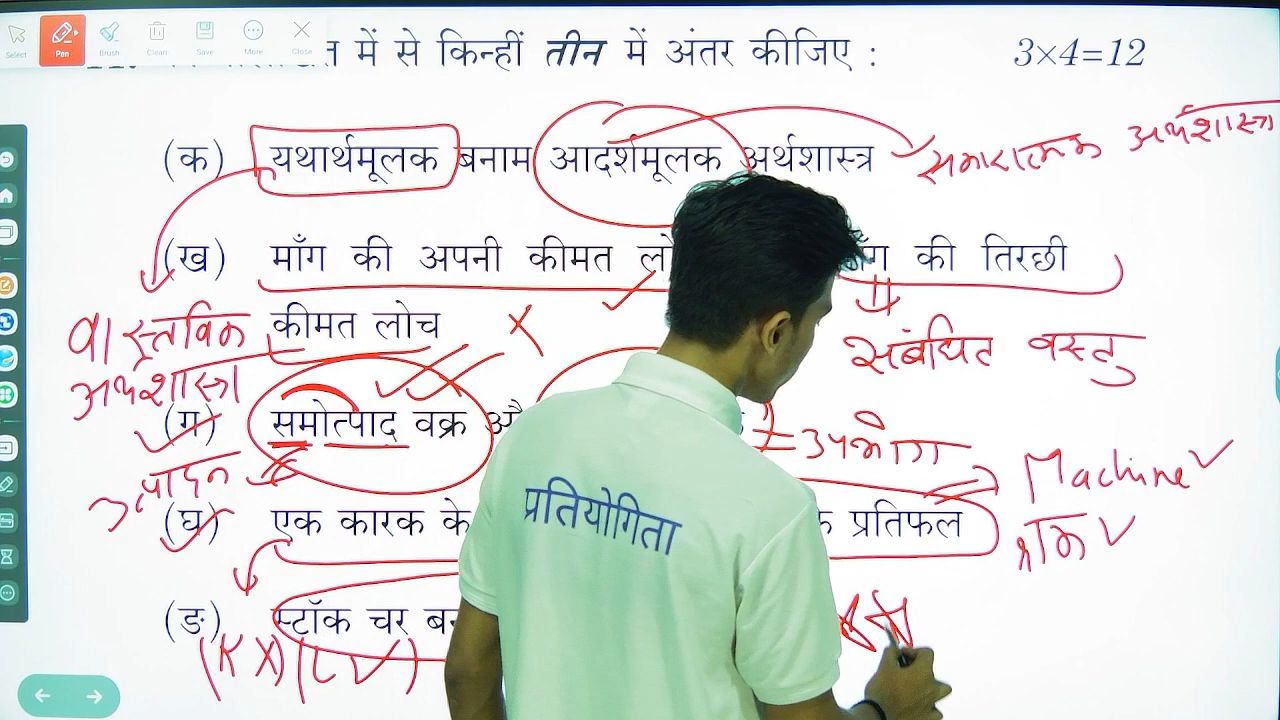 Select Pen Brush Clean Save More Close
में से किन्हीं तीन में अंतर कीजिए : 3×4=12
(क) यथार्थमूलक बनाम आदर्शमूलक अर्थशास्त्र
अर्थशास्त्र
(ख) माँग की अपनी कीमत की तिरछी
कीमत लोच
वास्तविक
अर्थशास्त्र
संबंधित वस्तु
(ग) समोत्पाद वक्र
= उपभोग
उत्पादन
Machine
(घ) एक कारक के प्रतिफल
श्रम
(ङ) स्टॉक चर
(K X) (L ✓)
प्रतियोगिता